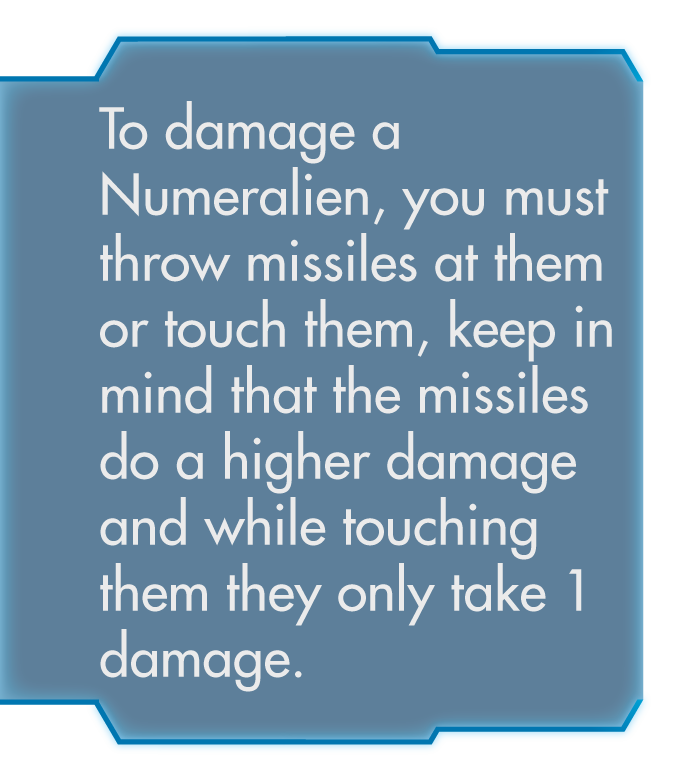 To damage a
Numeralien, you must
throw missiles at them
or touch them, keep in
mind that the missiles
do a higher damage
and while touching
them they only take 1
damage.